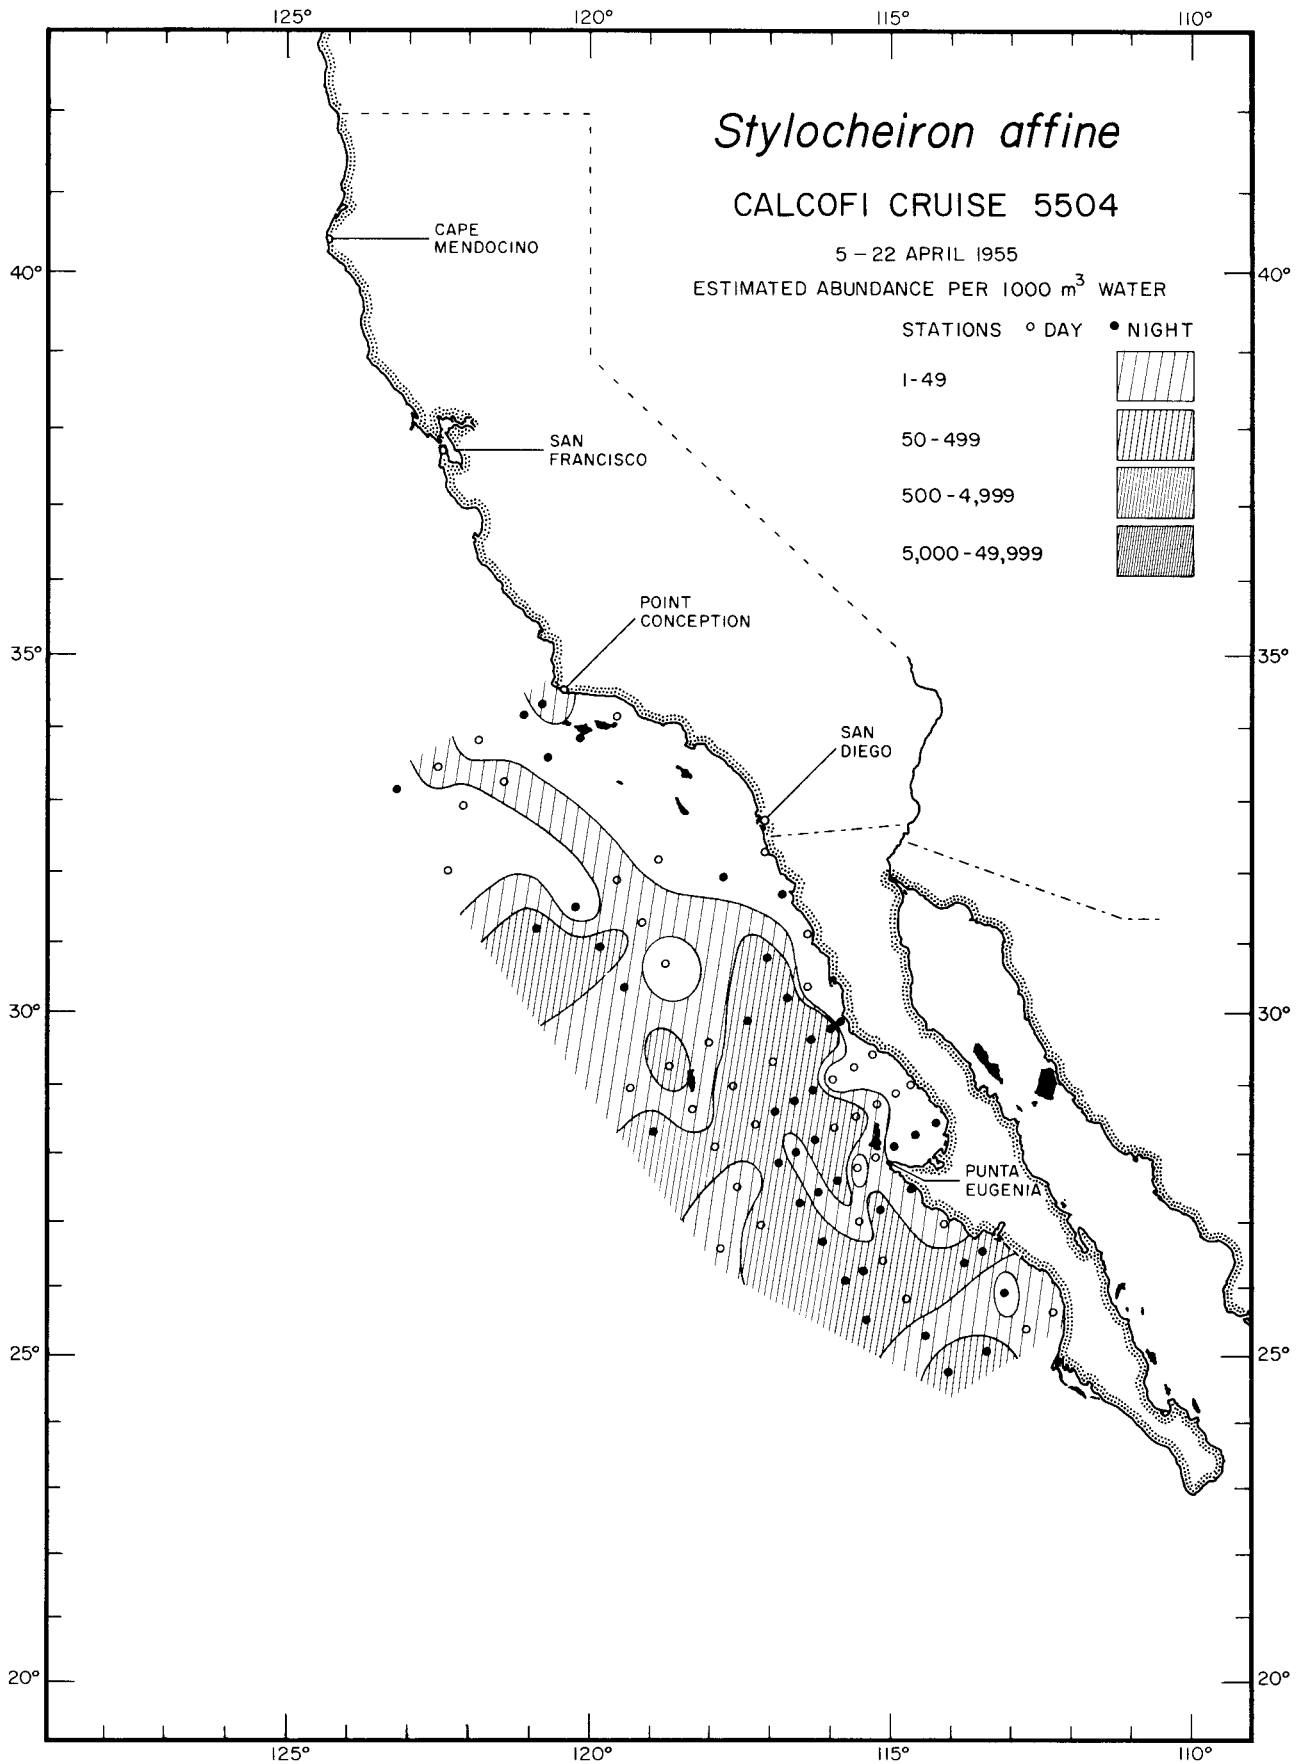 125° 120° 115° 110°
Stylocheiron affine
CALCOFI CRUISE 5504
5-22 APRIL 1955
ESTIMATED ABUNDANCE PER 1000 m³ WATER
STATIONS ○ DAY ● NIGHT
1-49
50-499
500-4,999
5,000-49,999
CAPE
MENDOCINO
40° 40°
SAN
FRANCISCO
POINT
CONCEPTION
35° 35°
SAN
DIEGO
30° 30°
PUNTA
EUGENIA
25° 25°
20° 20°
125° 120° 115° 110°